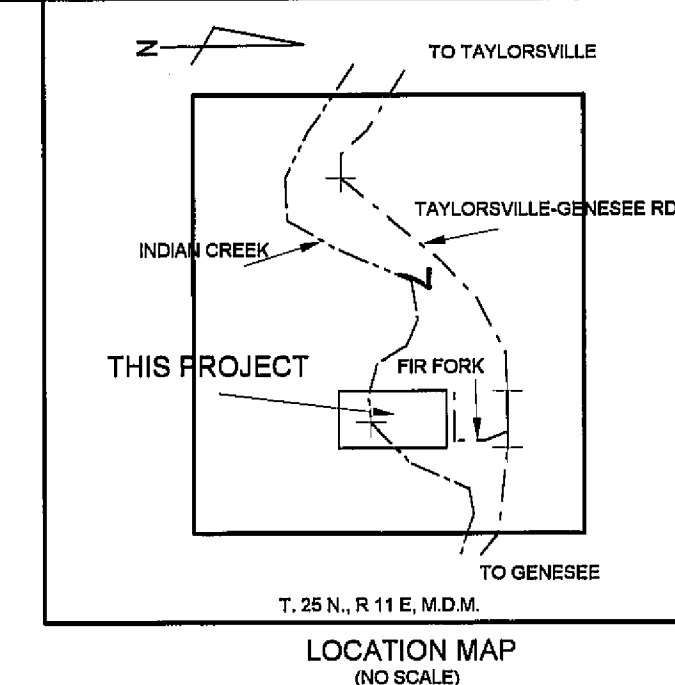 N
TO TAYLORSVILLE
TAYLORSVILLE-GENESEE RD
INDIAN CREEK
THIS PROJECT
FIR FORK
TO GENESEE
T. 25 N., R 11 E, M.D.M.
LOCATION MAP
(NO SCALE)